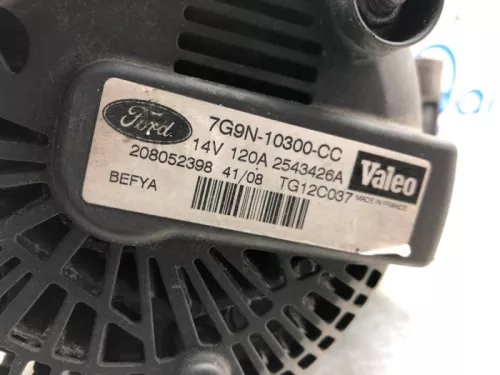 Ford
7G9N-10300-CC
14V 120A 2543426A
208052398 41/08 TG12C037
BEFYA
Valeo
MADE IN FRANCE